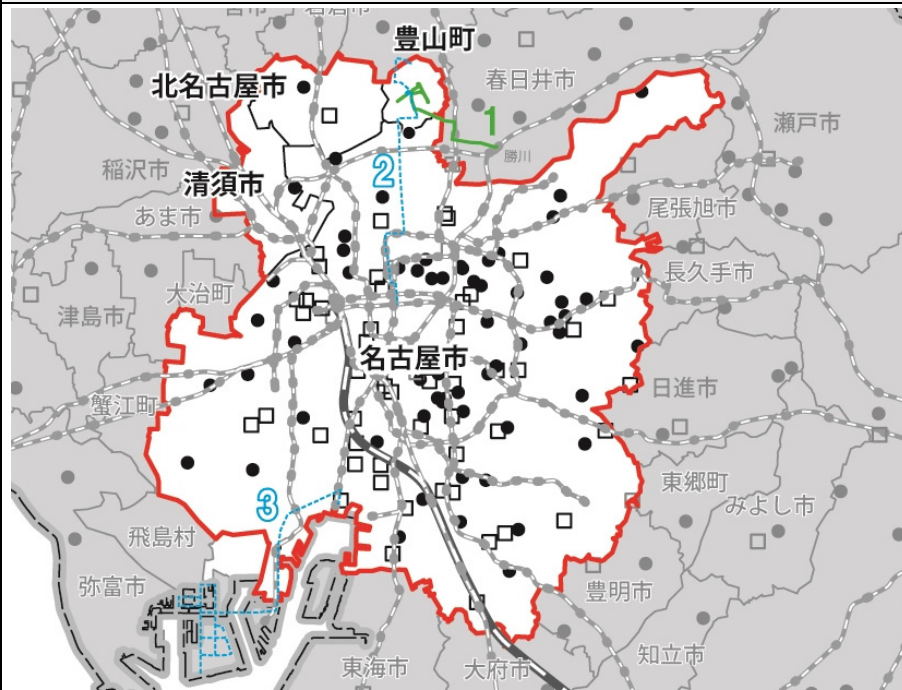 豊山町
北名古屋市
春日井市
1
瀬戸市
勝川
稲沢市
2
清須市
あま市
尾張旭市
長久手市
大治町
津島市
名古屋市
日進市
蟹江町
東郷町
みよし市
3
飛島村
弥富市
豊明市
知立市
東海市
大府市